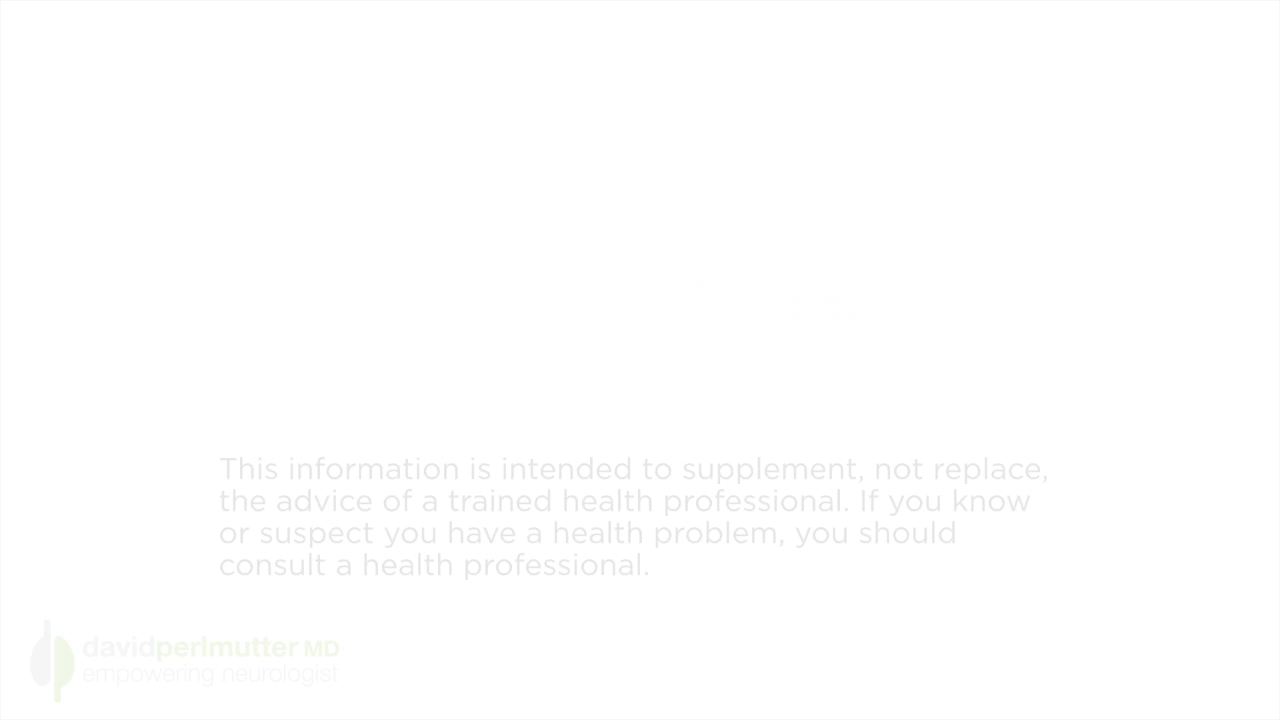 This information is intended to supplement, not replace,
the advice of a trained health professional. If you know
or suspect you have a health problem, you should
consult a health professional.
davidperlmutter MD
empowering neurologist